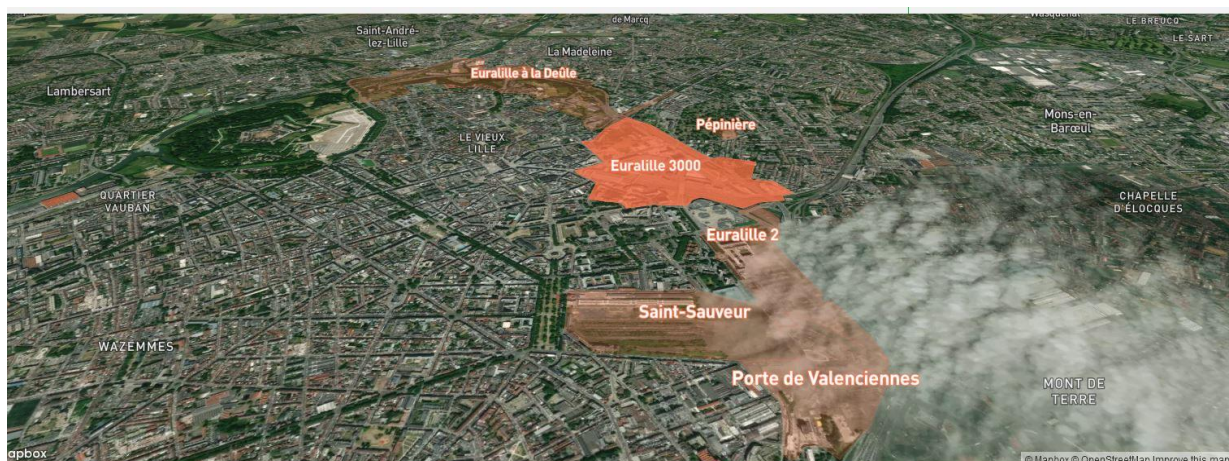 de Marcq
Wasquehal
LE BREUCQ
LE SART
Saint-André-
lez-Lille
La Madeleine
Euralille à la Deûle
Lambersart
Mons-en-
Barœul
Pépinière
LE VIEUX
LILLE
Euralille 3000
QUARTIER
VAUBAN
CHAPELLE
D'ÉLOCQUES
Euralille 2
Saint-Sauveur
WAZEMMES
Porte de Valenciennes
MONT DE
TERRE
apbox
© Mapbox © OpenStreetMap Improve this map